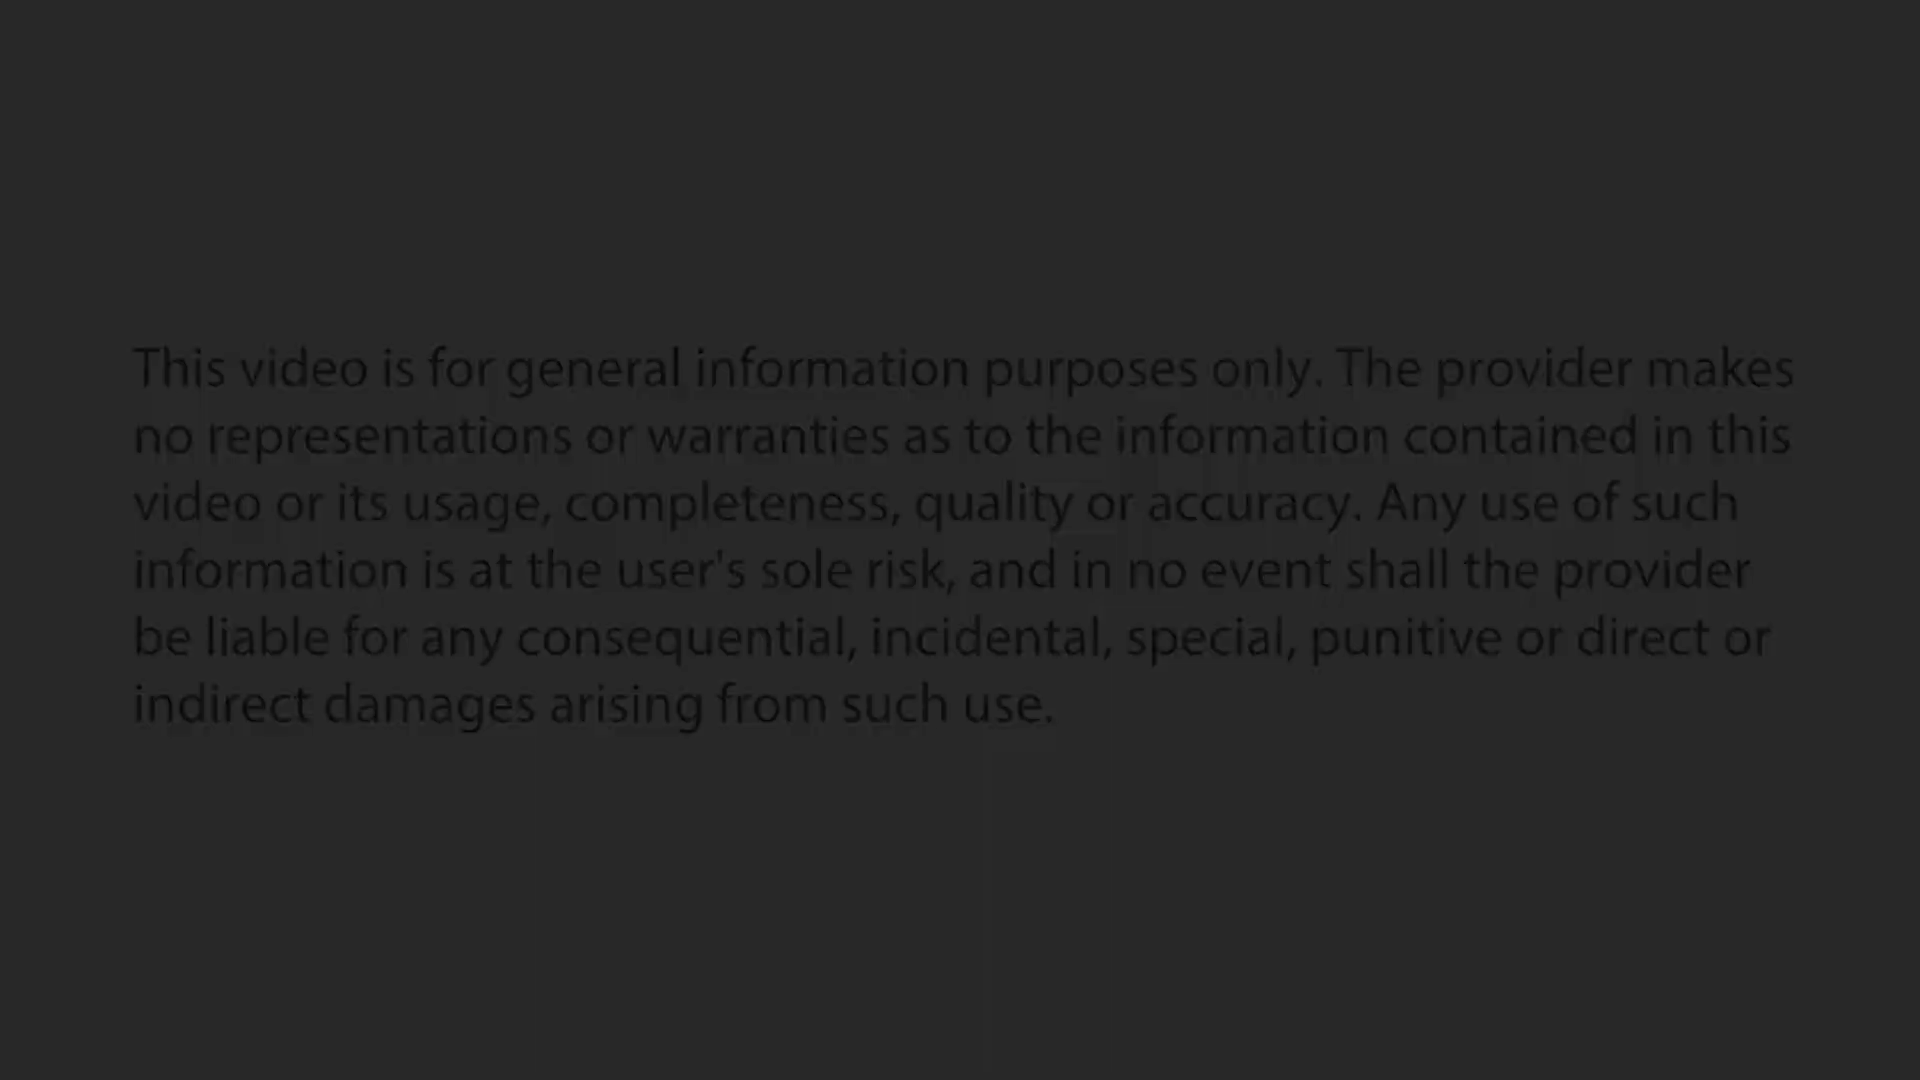 This video is for general information purposes only. The provider makes
no representations or warranties as to the information contained in this
video or its usage, completeness, quality or accuracy. Any use of such
information is at the user's sole risk, and in no event shall the provider
be liable for any consequential, incidental, special, punitive or direct or
indirect damages arising from such use.